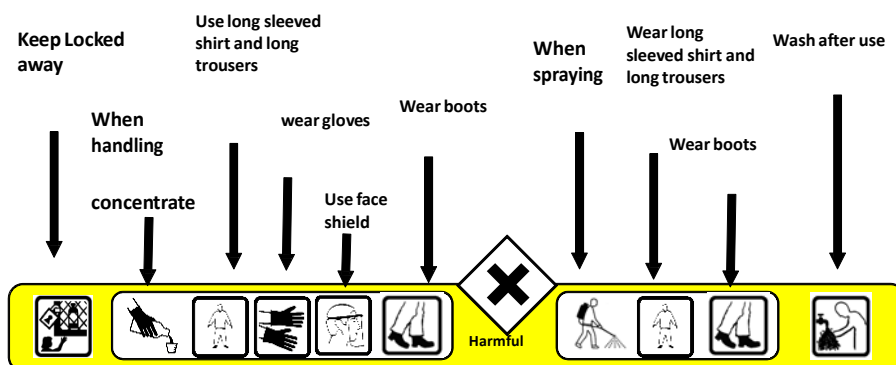 Keep Locked
away
When
handling
concentrate
Use long sleeved
shirt and long
trousers
wear gloves
Use face
shield
Wear boots
When
spraying
Wear long
sleeved shirt and
long trousers
Wear boots
Wash after use
Harmful